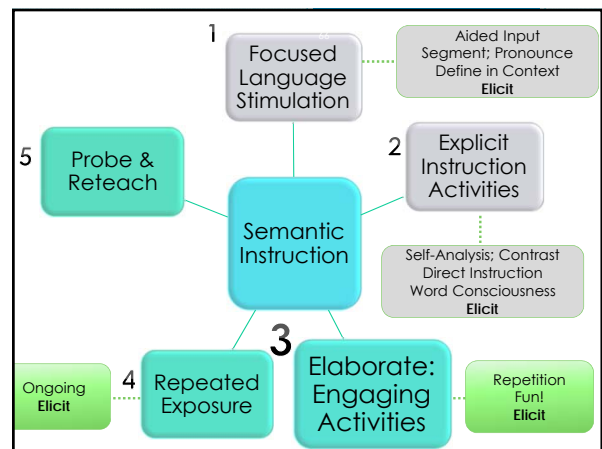 1
Focused
Language
Stimulation
Aided Input
Segment; Pronounce
Define in Context
Elicit
2
Explicit
Instruction
Activities
Self-Analysis; Contrast
Direct Instruction
Word Consciousness
Elicit
Semantic
Instruction
3
Elaborate:
Engaging
Activities
Repetition
Fun!
Elicit
4
Repeated
Exposure
Ongoing
Elicit
5
Probe &
Reteach